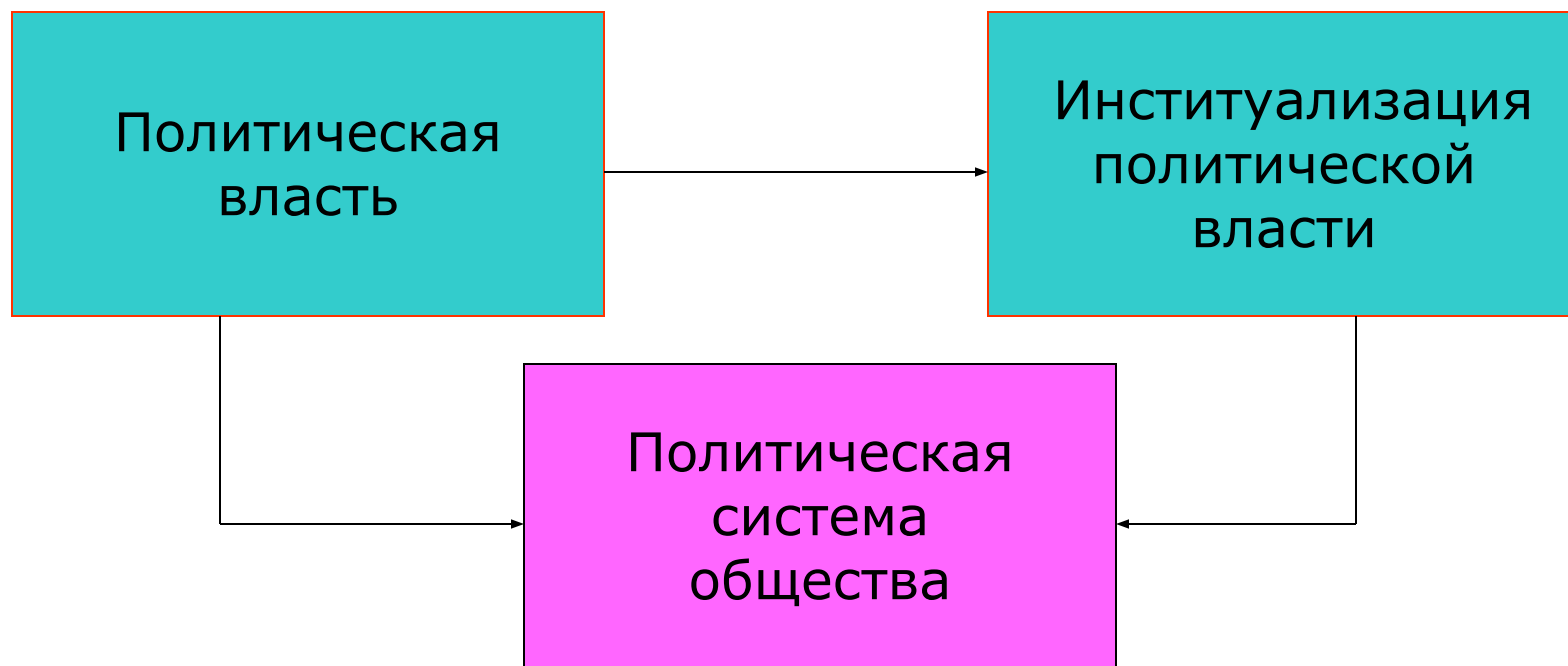 Политическая
власть
Институализация
политической
власти
Политическая
система
общества